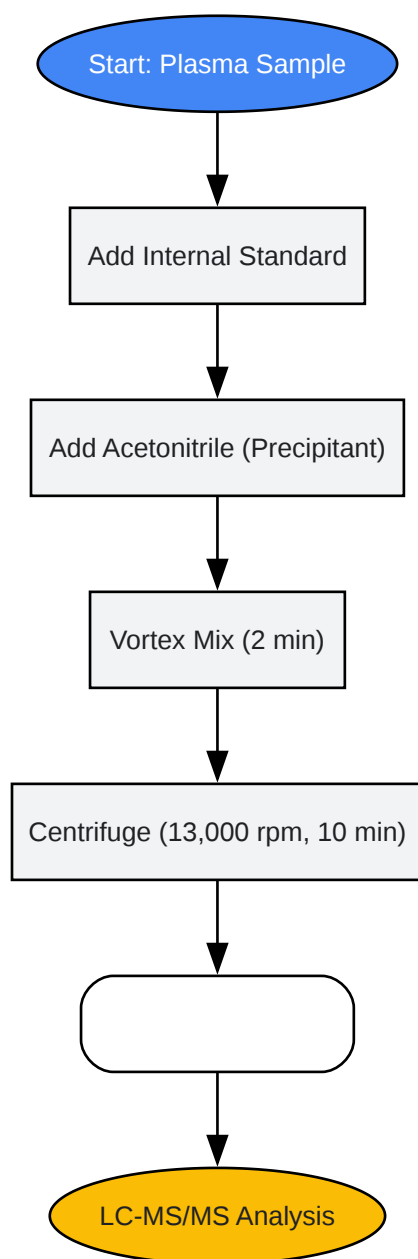 Start: Plasma Sample
Add Internal Standard
Add Acetonitrile (Precipitant)
Vortex Mix (2 min)
Centrifuge (13,000 rpm, 10 min)
LC-MS/MS Analysis